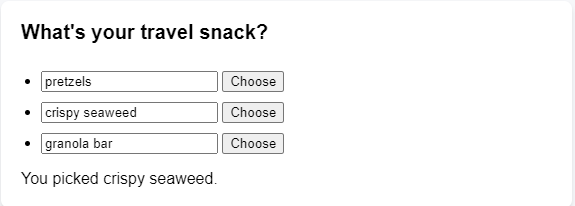 What's your travel snack?
pretzels Choose
crispy seaweed Choose
granola bar Choose
You picked crispy seaweed.